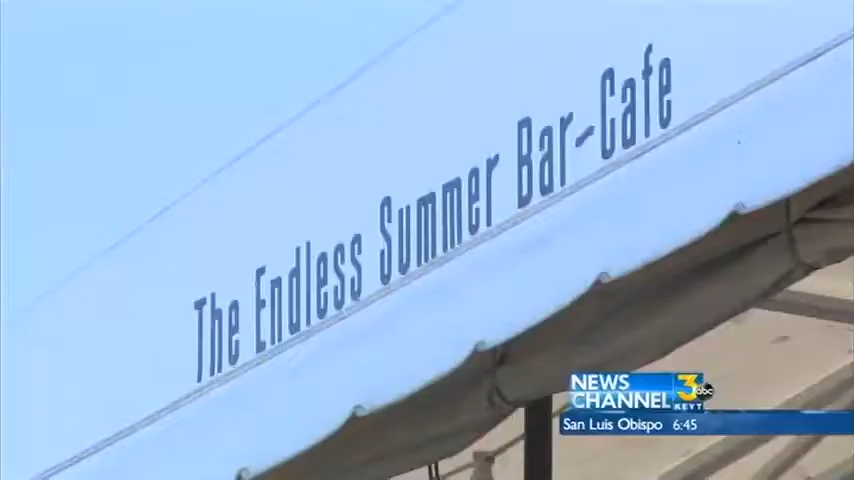 The Endless Summer Bar-Cafe
NEWS
CHANNEL 3 abc
KEYT
San Luis Obispo 6:45